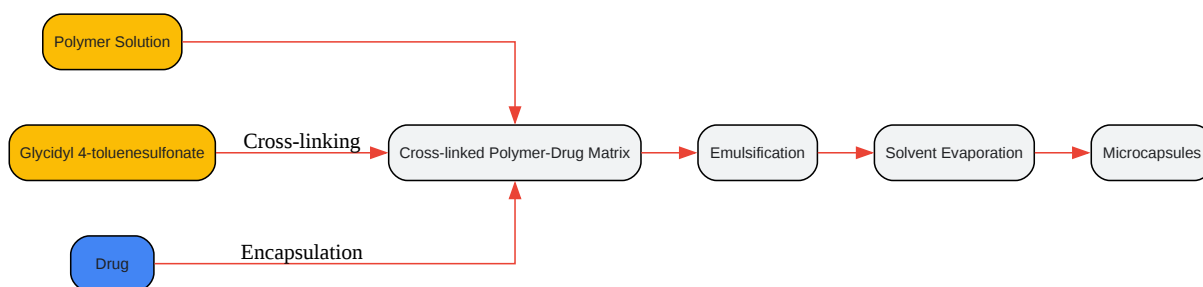 Polymer Solution
Glycidyl 4-toluenesulfonate
Cross-linking
Cross-linked Polymer-Drug Matrix
Emulsification
Solvent Evaporation
Microcapsules
Drug
Encapsulation